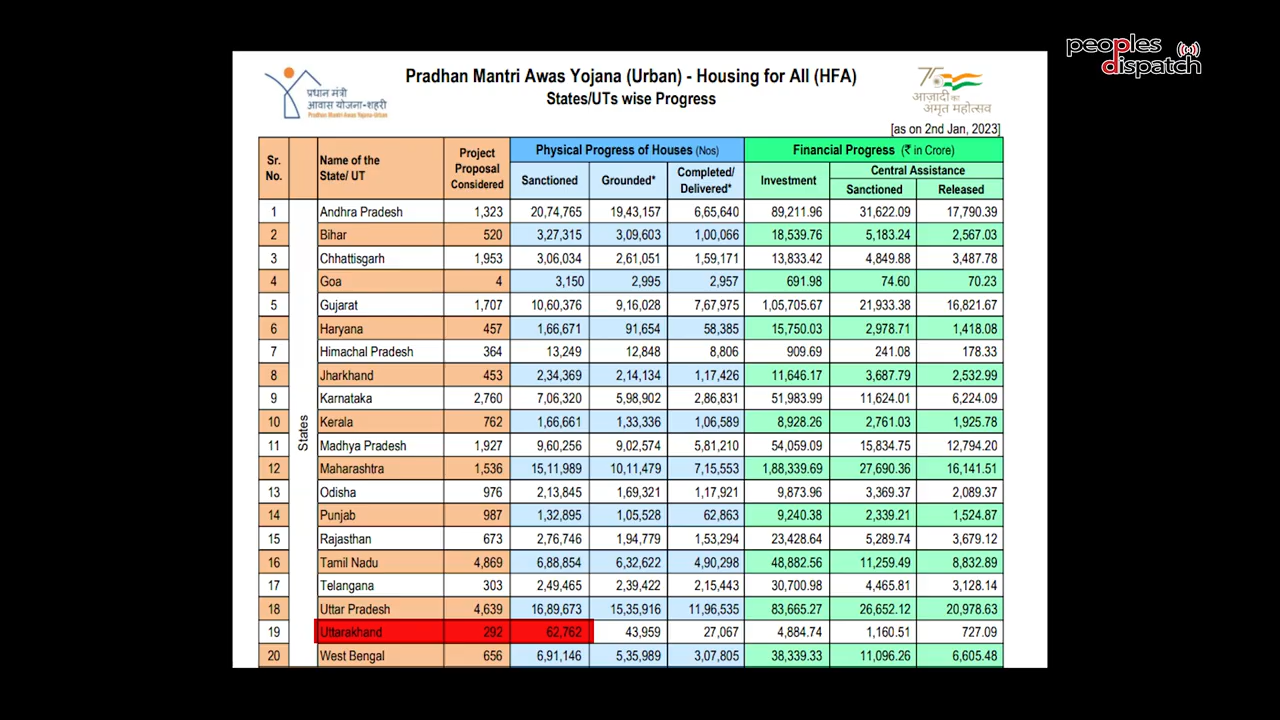 peoples
dispatch
प्रधान मंत्री
आवास योजना-शहरी
Pradhan Mantri Awas Yojana-Urban
Pradhan Mantri Awas Yojana (Urban) - Housing for All (HFA)
States/UTs wise Progress
75
आज़ादी का
अमृत महोत्सव
[as on 2nd Jan, 2023]
Sr. No. Name of the State/ UT Project Proposal Considered Physical Progress of Houses (Nos) Financial Progress (₹ in Crore)
Sanctioned Grounded* Completed/ Delivered* Investment Central Assistance
Sanctioned Released
States
1 Andhra Pradesh 1,323 20,74,765 19,43,157 6,65,640 89,211.96 31,622.09 17,790.39
2 Bihar 520 3,27,315 3,09,603 1,00,066 18,539.76 5,183.24 2,567.03
3 Chhattisgarh 1,953 3,06,034 2,61,051 1,59,171 13,833.42 4,849.88 3,487.78
4 Goa 4 3,150 2,995 2,957 691.98 74.60 70.23
5 Gujarat 1,707 10,60,376 9,16,028 7,67,975 1,05,705.67 21,933.38 16,821.67
6 Haryana 457 1,66,671 91,654 58,385 15,750.03 2,978.71 1,418.08
7 Himachal Pradesh 364 13,249 12,848 8,806 909.69 241.08 178.33
8 Jharkhand 453 2,34,369 2,14,134 1,17,426 11,646.17 3,687.79 2,532.99
9 Karnataka 2,760 7,06,320 5,98,902 2,86,831 51,983.99 11,624.01 6,224.09
10 Kerala 762 1,66,661 1,33,336 1,06,589 8,928.26 2,761.03 1,925.78
11 Madhya Pradesh 1,927 9,60,256 9,02,574 5,81,210 54,059.09 15,834.75 12,794.20
12 Maharashtra 1,536 15,11,989 10,11,479 7,15,553 1,88,339.69 27,690.36 16,141.51
13 Odisha 976 2,13,845 1,69,321 1,17,921 9,873.96 3,369.37 2,089.37
14 Punjab 987 1,32,895 1,05,528 62,863 9,240.38 2,339.21 1,524.87
15 Rajasthan 673 2,76,746 1,94,779 1,53,294 23,428.64 5,289.74 3,679.12
16 Tamil Nadu 4,869 6,88,854 6,32,622 4,90,298 48,882.56 11,259.49 8,832.89
17 Telangana 303 2,49,465 2,39,422 2,15,443 30,700.98 4,465.81 3,128.14
18 Uttar Pradesh 4,639 16,89,673 15,35,916 11,96,535 83,665.27 26,652.12 20,978.63
19 Uttarakhand 292 62,762 43,959 27,067 4,884.74 1,160.51 727.09
20 West Bengal 656 6,91,146 5,35,989 3,07,805 38,339.33 11,096.26 6,605.48